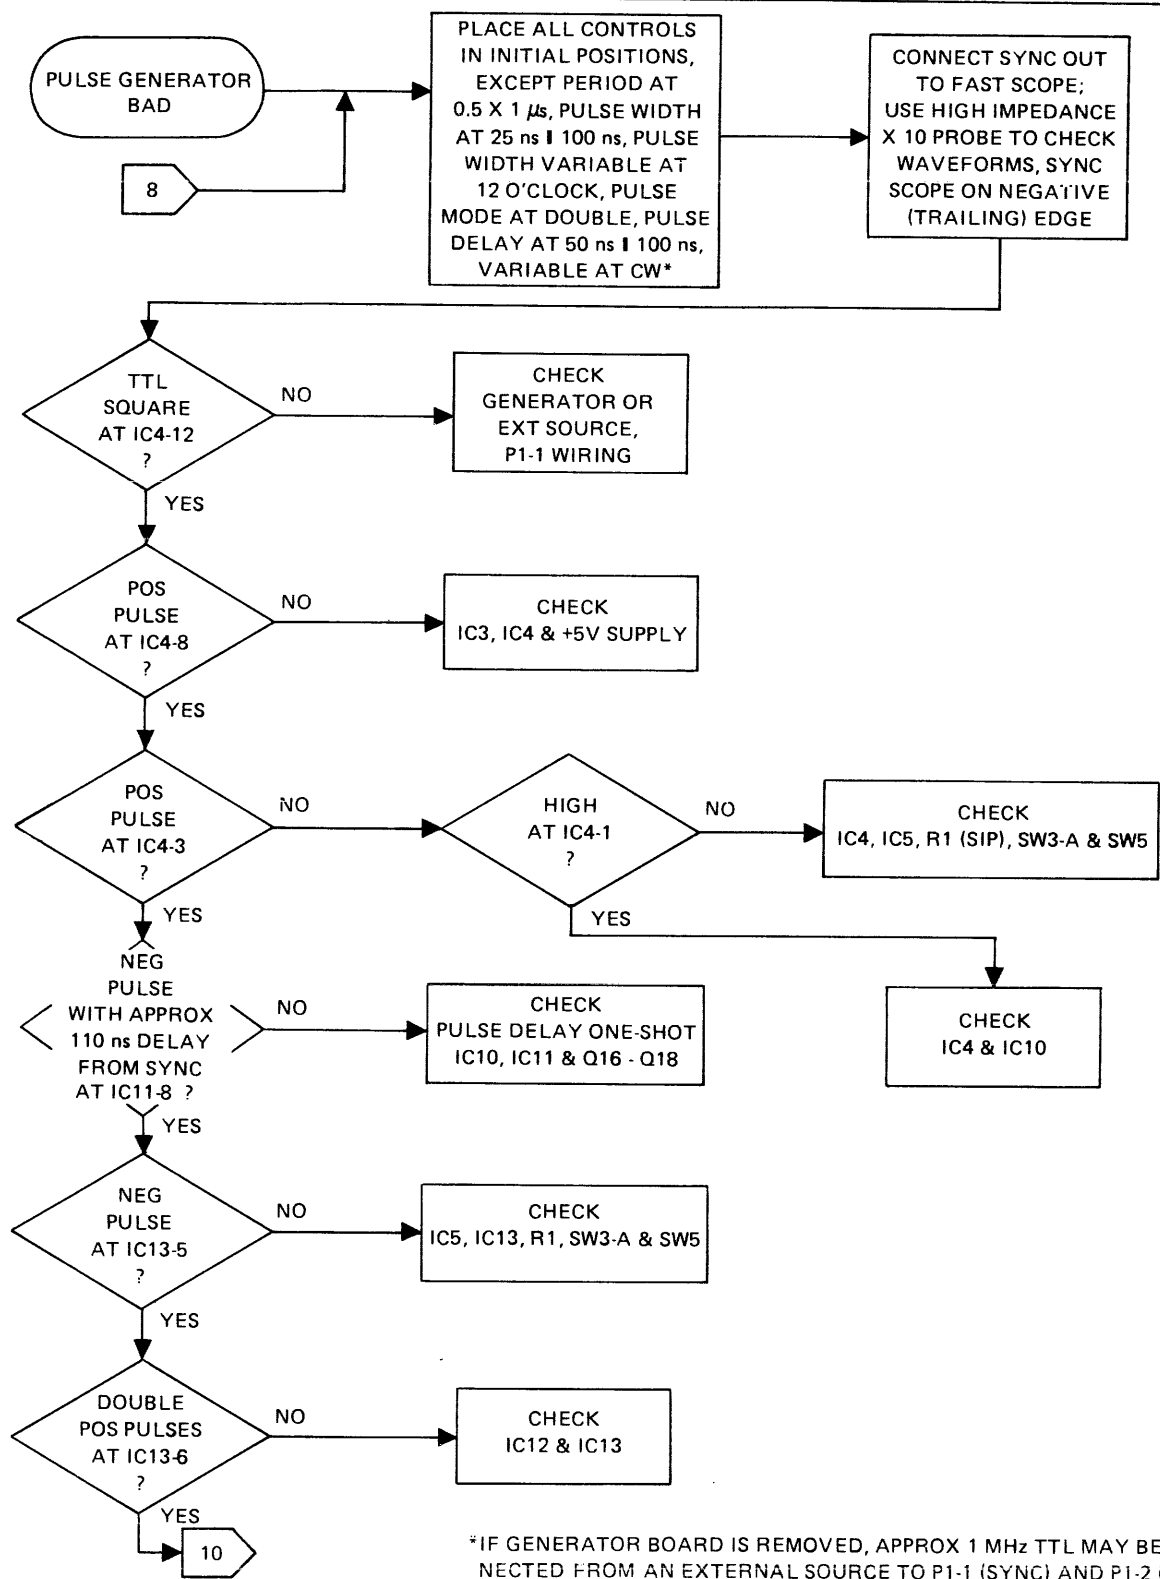 PULSE GENERATOR
BAD
8
PLACE ALL CONTROLS
IN INITIAL POSITIONS,
EXCEPT PERIOD AT
0.5 X 1 µs, PULSE WIDTH
AT 25 ns ‖ 100 ns, PULSE
WIDTH VARIABLE AT
12 O'CLOCK, PULSE
MODE AT DOUBLE, PULSE
DELAY AT 50 ns ‖ 100 ns,
VARIABLE AT CW*
CONNECT SYNC OUT
TO FAST SCOPE;
USE HIGH IMPEDANCE
X 10 PROBE TO CHECK
WAVEFORMS, SYNC
SCOPE ON NEGATIVE
(TRAILING) EDGE
TTL
SQUARE
AT IC4-12
?
NO
CHECK
GENERATOR OR
EXT SOURCE,
P1-1 WIRING
YES
POS
PULSE
AT IC4-8
?
NO
CHECK
IC3, IC4 & +5V SUPPLY
YES
POS
PULSE
AT IC4-3
?
NO
HIGH
AT IC4-1
?
NO
CHECK
IC4, IC5, R1 (SIP), SW3-A & SW5
YES
CHECK
IC4 & IC10
YES
NEG
PULSE
WITH APPROX
110 ns DELAY
FROM SYNC
AT IC11-8 ?
NO
CHECK
PULSE DELAY ONE-SHOT
IC10, IC11 & Q16 - Q18
YES
NEG
PULSE
AT IC13-5
?
NO
CHECK
IC5, IC13, R1, SW3-A & SW5
YES
DOUBLE
POS PULSES
AT IC13-6
?
NO
CHECK
IC12 & IC13
YES
10
*IF GENERATOR BOARD IS REMOVED, APPROX 1 MHz TTL MAY BE
NECTED FROM AN EXTERNAL SOURCE TO P1-1 (SYNC) AND P1-2